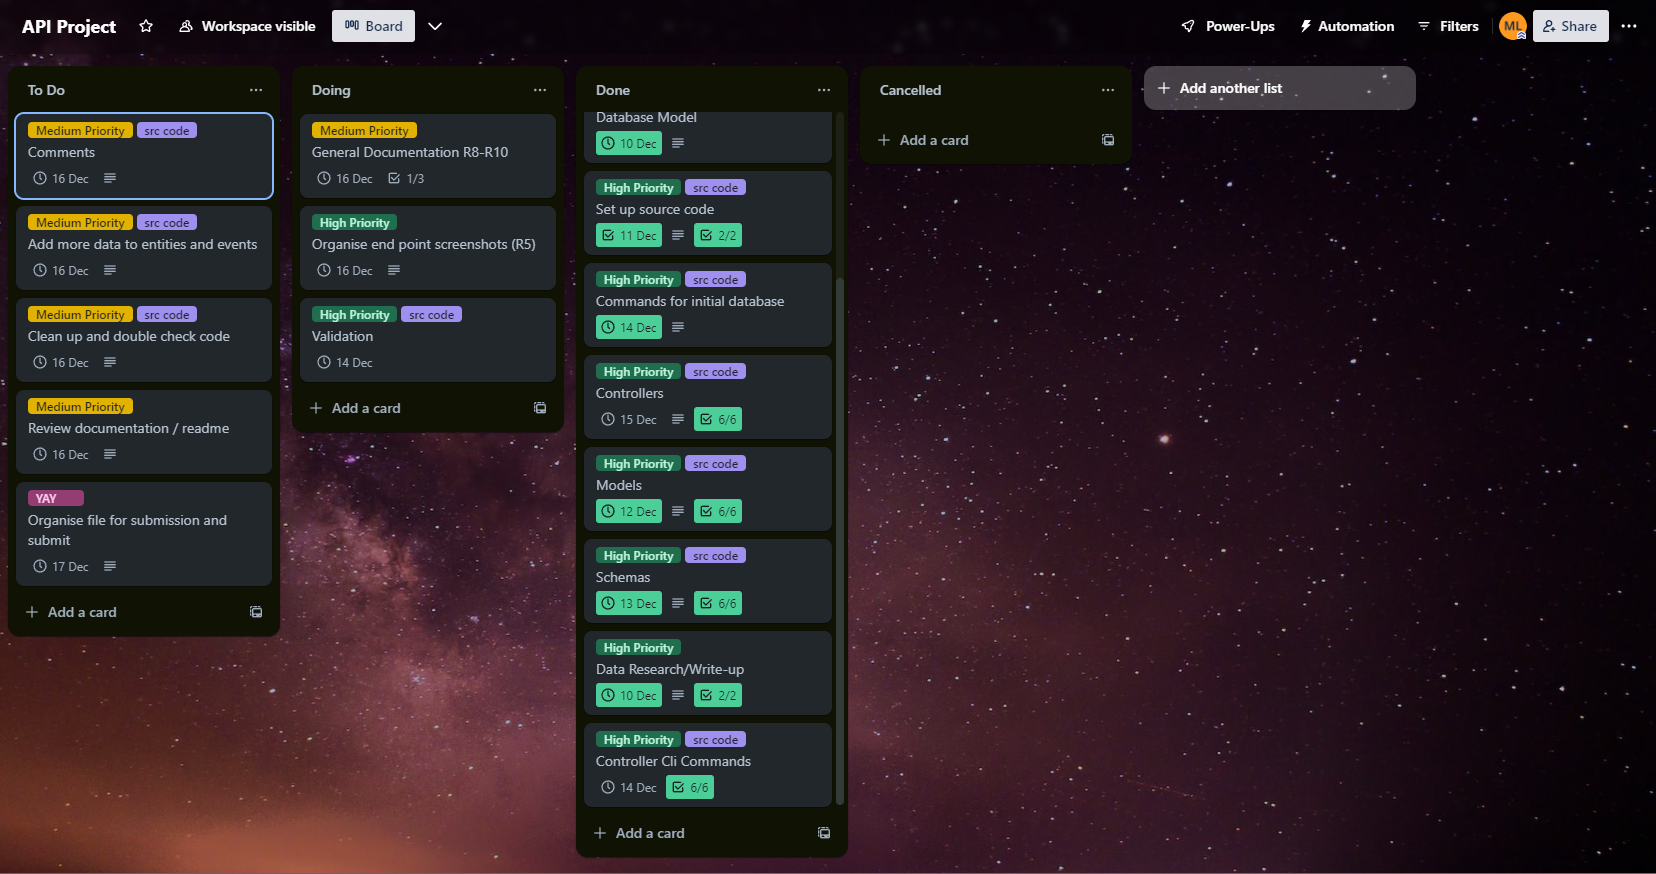 API Project
Workspace visible
Board
Power-Ups
Automation
Filters
ML
Share
To Do
Medium Priority src code
Comments
16 Dec
Medium Priority src code
Add more data to entities and events
16 Dec
Medium Priority src code
Clean up and double check code
16 Dec
Medium Priority
Review documentation / readme
16 Dec
YAY
Organise file for submission and
submit
17 Dec
Add a card
Doing
Medium Priority
General Documentation R8-R10
16 Dec 1/3
High Priority
Organise end point screenshots (R5)
16 Dec
High Priority src code
Validation
14 Dec
Add a card
Done
Database Model
10 Dec
High Priority src code
Set up source code
11 Dec 2/2
High Priority src code
Commands for initial database
14 Dec
High Priority src code
Controllers
15 Dec 6/6
High Priority src code
Models
12 Dec 6/6
High Priority src code
Schemas
13 Dec 6/6
High Priority
Data Research/Write-up
10 Dec 2/2
High Priority src code
Controller Cli Commands
14 Dec 6/6
Add a card
Cancelled
Add a card
Add another list